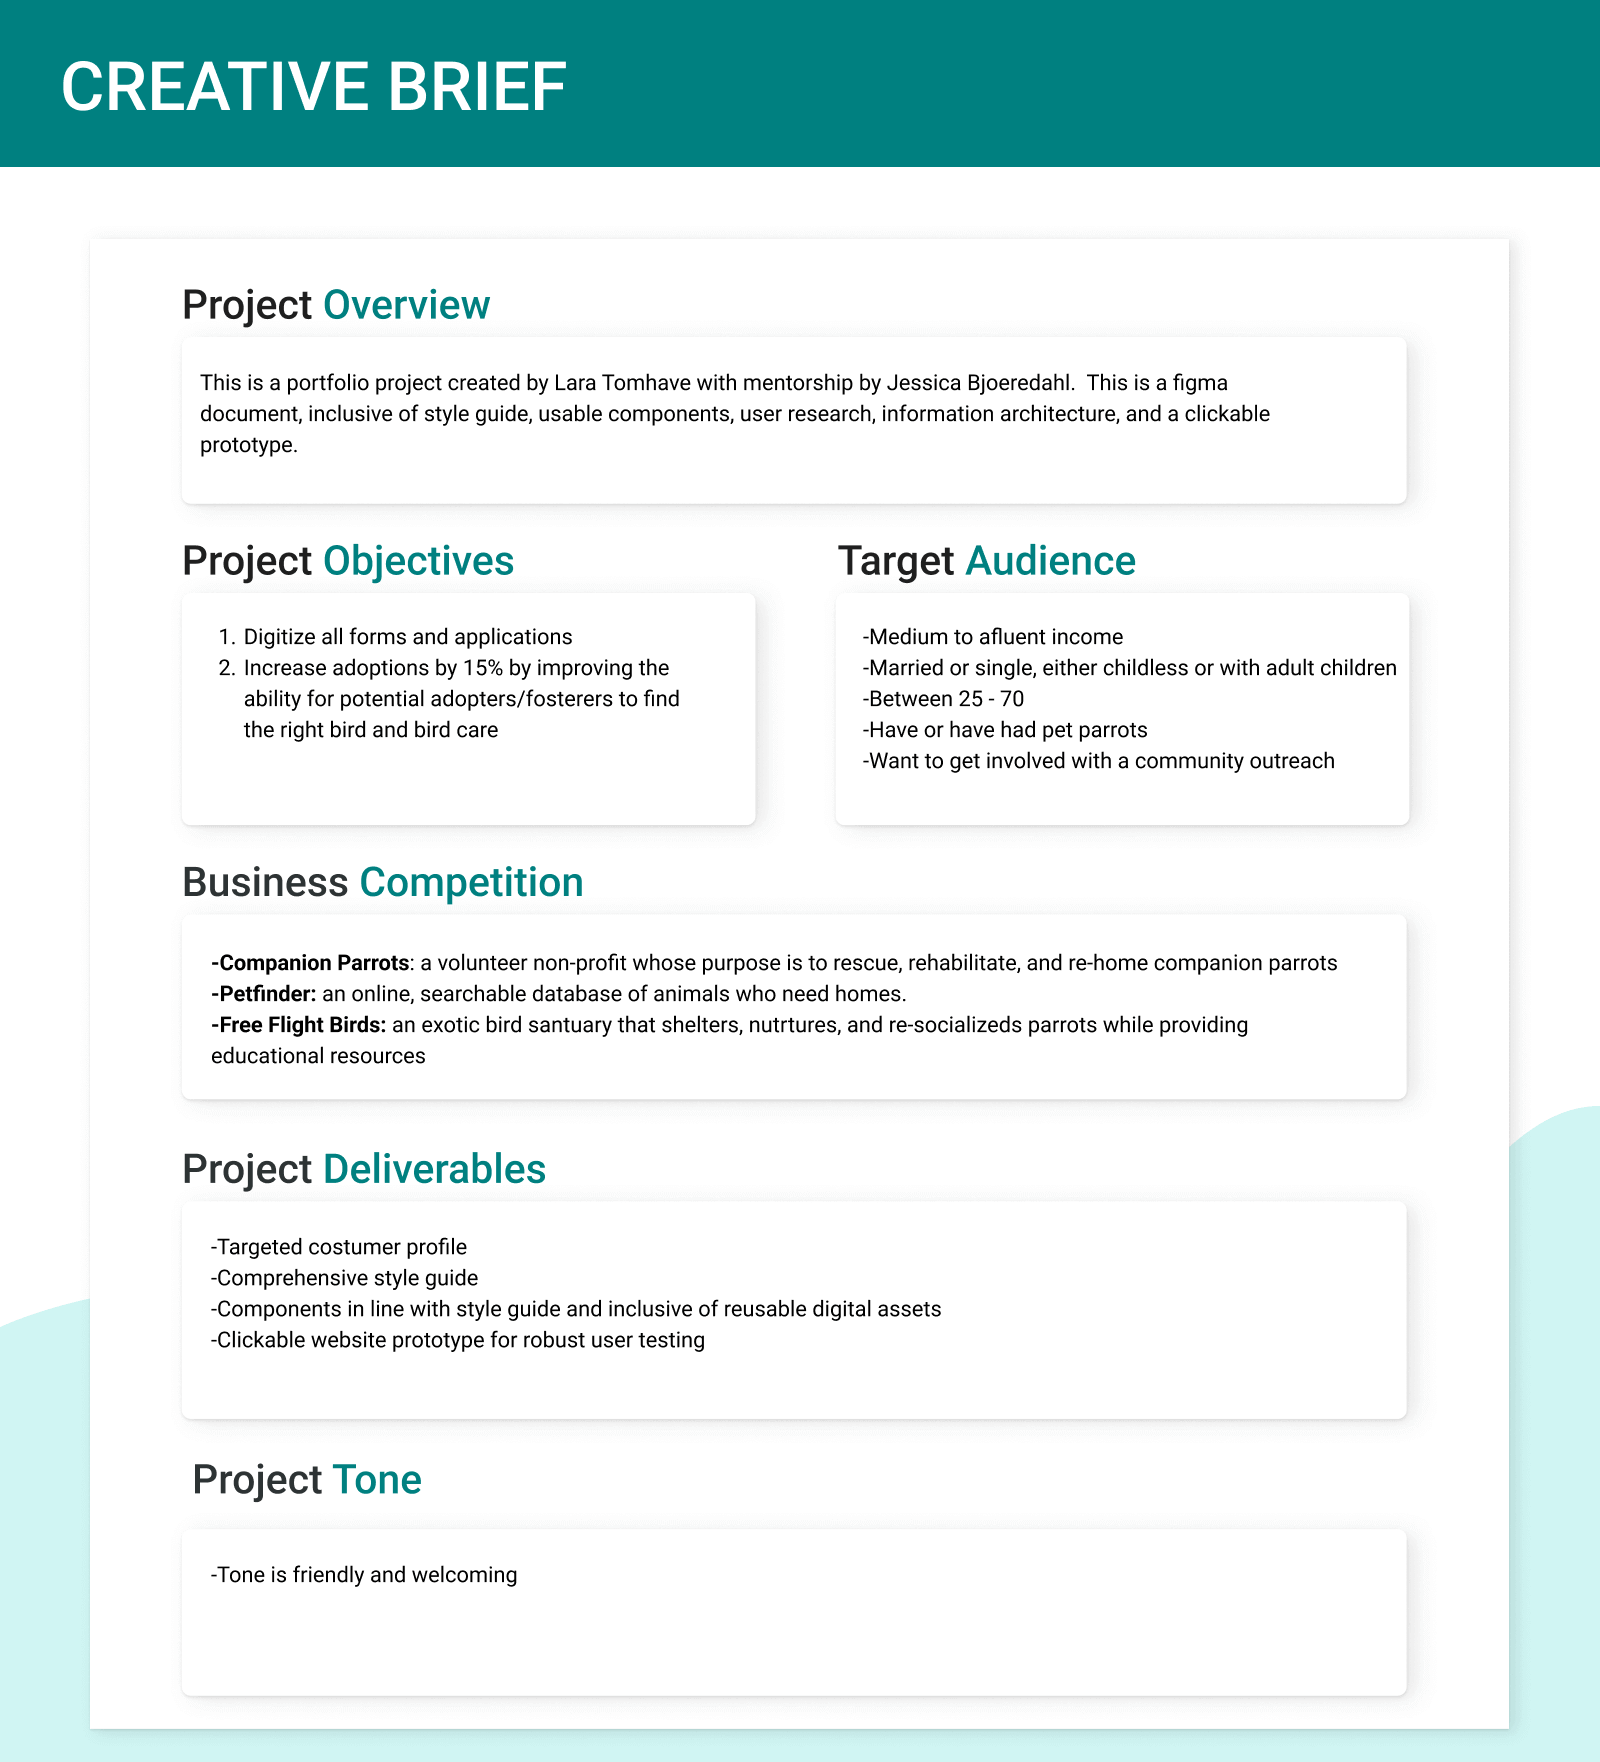 CREATIVE BRIEF
Project Overview
This is a portfolio project created by Lara Tomhave with mentorship by Jessica Bjoeredahl.  This is a figma
document, inclusive of style guide, usable components, user research, information architecture, and a clickable
prototype.
Project Objectives
1. Digitize all forms and applications
2. Increase adoptions by 15% by improving the
ability for potential adopters/fosterers to find
the right bird and bird care
Target Audience
-Medium to afluent income
-Married or single, either childless or with adult children
-Between 25 - 70
-Have or have had pet parrots
-Want to get involved with a community outreach
Business Competition
-Companion Parrots: a volunteer non-profit whose purpose is to rescue, rehabilitate, and re-home companion parrots
-Petfinder: an online, searchable database of animals who need homes.
-Free Flight Birds: an exotic bird santuary that shelters, nutrtures, and re-socializeds parrots while providing
educational resources
Project Deliverables
-Targeted costumer profile
-Comprehensive style guide
-Components in line with style guide and inclusive of reusable digital assets
-Clickable website prototype for robust user testing
Project Tone
-Tone is friendly and welcoming